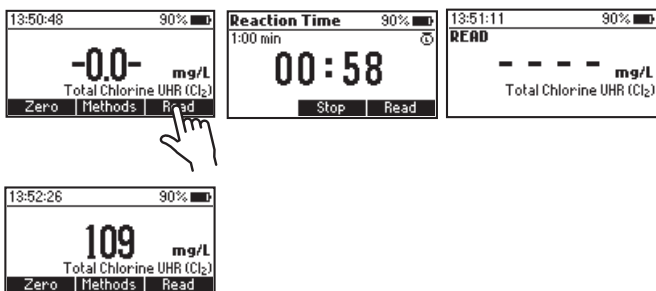 13:50:48 90%
-0.0- mg/L
Total Chlorine UHR (Cl₂)
Zero Methods Read
Reaction Time 90%
1:00 min
00:58
Stop Read
13:51:11 90%
READ
- - - - mg/L
Total Chlorine UHR (Cl₂)
13:52:26 90%
109 mg/L
Total Chlorine UHR (Cl₂)
Zero Methods Read